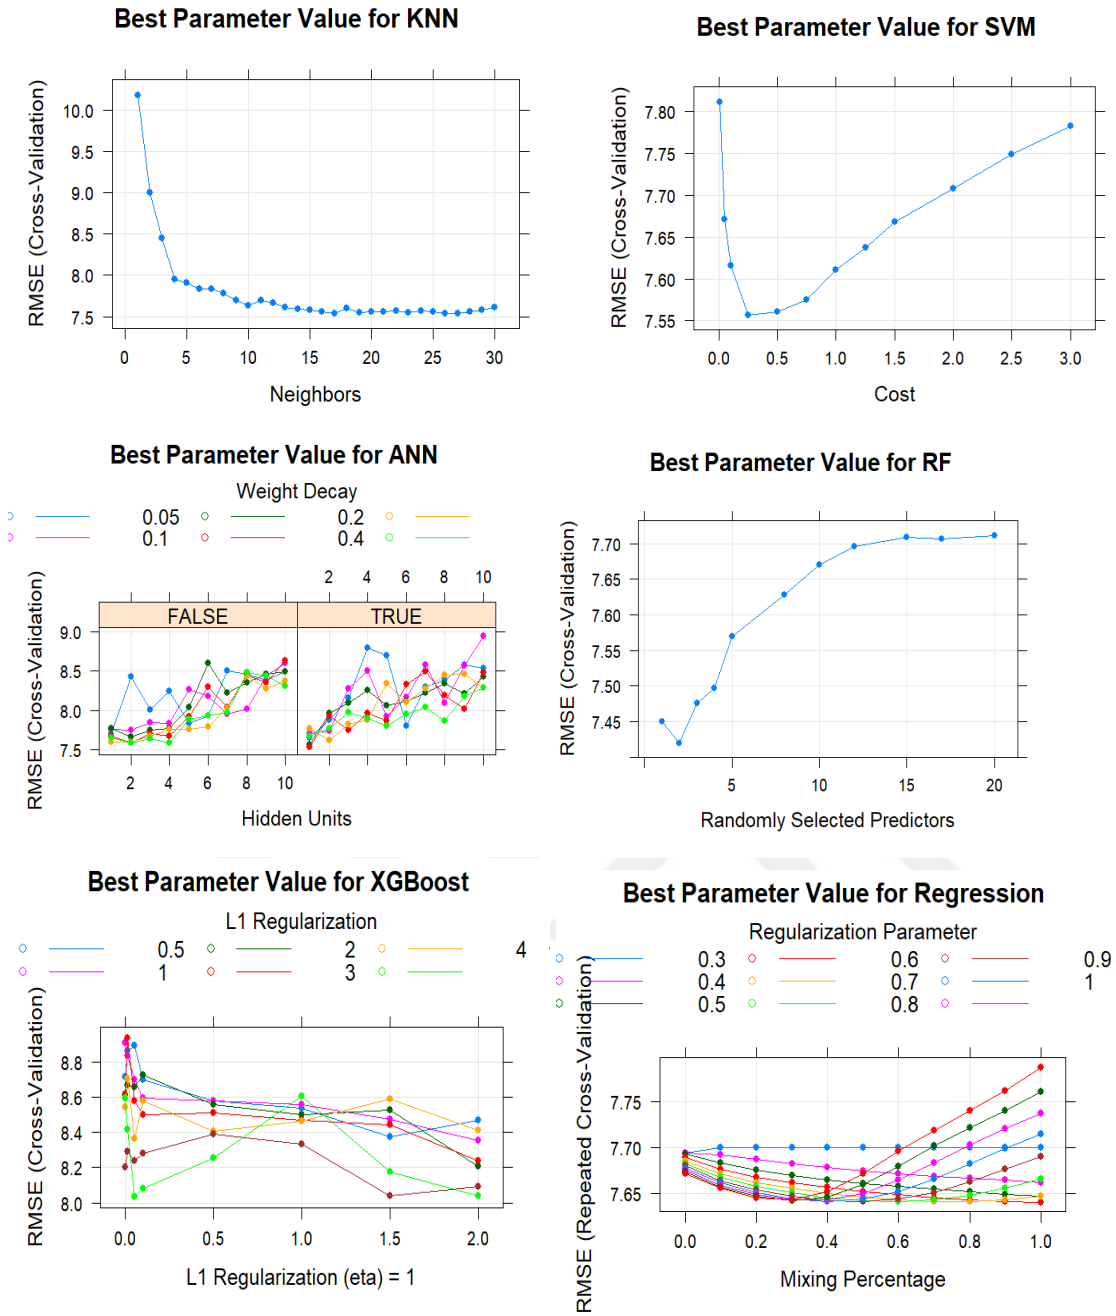 Best Parameter Value for KNN
RMSE (Cross-Validation)
10.0
9.5
9.0
8.5
8.0
7.5
0 5 10 15 20 25 30
Neighbors
Best Parameter Value for SVM
RMSE (Cross-Validation)
7.80
7.75
7.70
7.65
7.60
7.55
0.0 0.5 1.0 1.5 2.0 2.5 3.0
Cost
Best Parameter Value for ANN
Weight Decay
0.05 0.2
0.1 0.4
2 4 6 8 10
FALSE TRUE
RMSE (Cross-Validation)
9.0
8.5
8.0
7.5
2 4 6 8 10
Hidden Units
Best Parameter Value for RF
RMSE (Cross-Validation)
7.70
7.65
7.60
7.55
7.50
7.45
5 10 15 20
Randomly Selected Predictors
Best Parameter Value for XGBoost
L1 Regularization
0.5 2 4
1 3
RMSE (Cross-Validation)
8.8
8.6
8.4
8.2
8.0
0.0 0.5 1.0 1.5 2.0
L1 Regularization (eta) = 1
Best Parameter Value for Regression
Regularization Parameter
0.3 0.6 0.9
0.4 0.7 1
0.5 0.8
RMSE (Repeated Cross-Validation)
7.75
7.70
7.65
0.0 0.2 0.4 0.6 0.8 1.0
Mixing Percentage